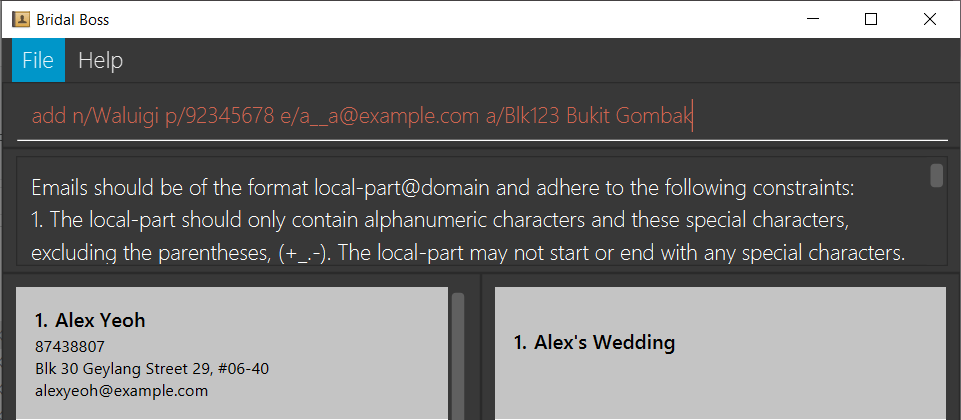 Bridal Boss
File Help
add n/Waluigi p/92345678 e/a__a@example.com a/Blk123 Bukit Gombak
Emails should be of the format local-part@domain and adhere to the following constraints:
1. The local-part should only contain alphanumeric characters and these special characters,
excluding the parentheses, (+_.-). The local-part may not start or end with any special characters.
1. Alex Yeoh
87438807
Blk 30 Geylang Street 29, #06-40
alexyeoh@example.com
1. Alex's Wedding